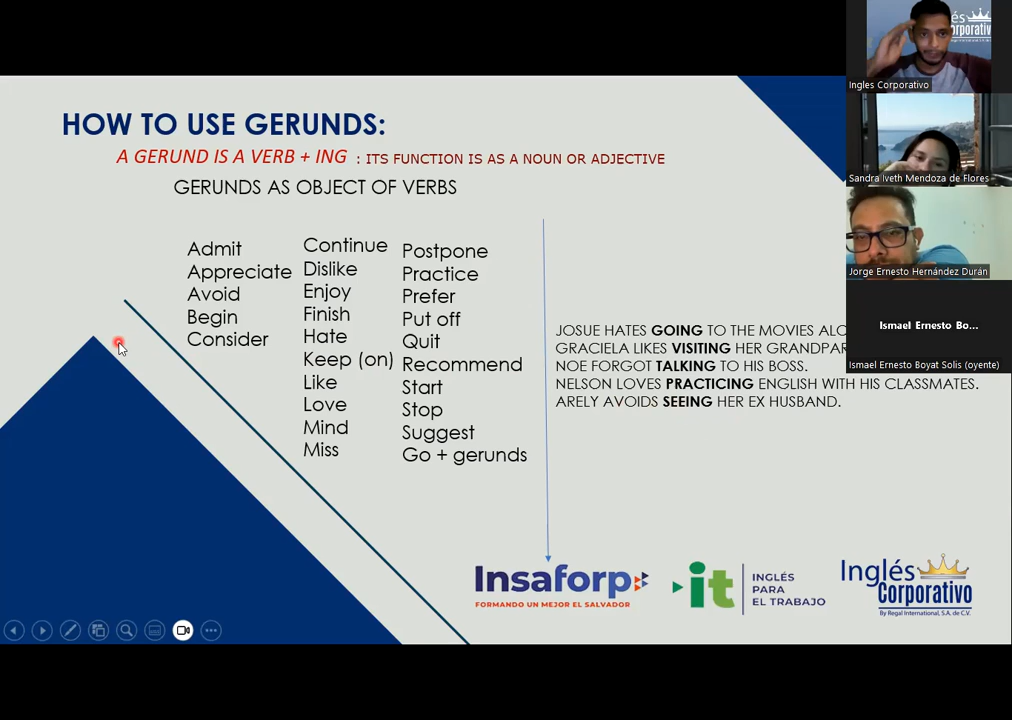 HOW TO USE GERUNDS:
A GERUND IS A VERB + ING : ITS FUNCTION IS AS A NOUN OR ADJECTIVE
GERUNDS AS OBJECT OF VERBS
Admit
Appreciate
Avoid
Begin
Consider
Continue
Dislike
Enjoy
Finish
Hate
Keep (on)
Like
Love
Mind
Miss
Postpone
Practice
Prefer
Put off
Quit
Recommend
Start
Stop
Suggest
Go + gerunds
JOSUE HATES GOING TO THE MOVIES ALO
GRACIELA LIKES VISITING HER GRANDPAR
NOE FORGOT TALKING TO HIS BOSS.
NELSON LOVES PRACTICING ENGLISH WITH HIS CLASSMATES.
ARELY AVOIDS SEEING HER EX HUSBAND.
Insaforp
FORMANDO UN MEJOR EL SALVADOR
it
INGLÉS
PARA
EL TRABAJO
Inglés
Corporativo
By Regal International, S.A. de C.V.
Ingles Corporativo
Sandra Iveth Mendoza de Flores
Jorge Ernesto Hernández Durán
Ismael Ernesto Bo...
Ismael Ernesto Boyat Solis (oyente)